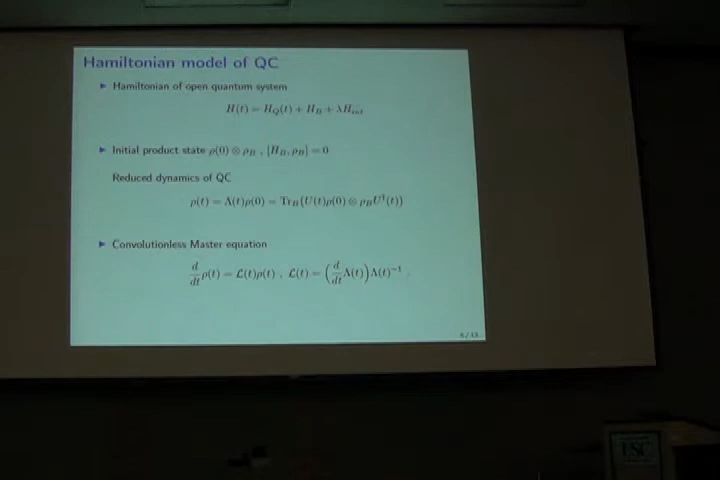 Hamiltonian model of QC
▶ Hamiltonian of open quantum system
H(t) = H_Q(t) + H_B + λH_int
▶ Initial product state ρ(0) ⊗ ρ_B , [H_B, ρ_B] = 0
Reduced dynamics of QC
ρ(t) = Λ(t)ρ(0) = Tr_B(U(t)ρ(0) ⊗ ρ_B U†(t))
▶ Convolutionless Master equation
d/dt ρ(t) = ℒ(t)ρ(t) , ℒ(t) = (d/dt Λ(t))Λ(t)⁻¹ .
USC